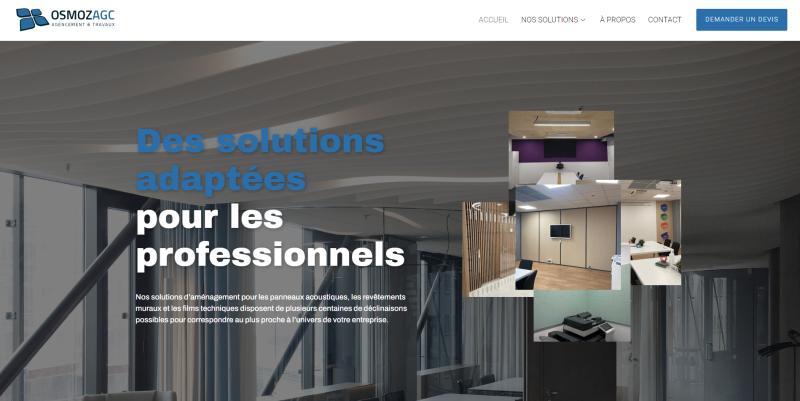 OSMOZAGC
AGENCEMENT & TRAVAUX
ACCUEIL
NOS SOLUTIONS
À PROPOS
CONTACT
DEMANDER UN DEVIS
Des solutions
adaptées
pour les
professionnels
Nos solutions d'aménagement pour les panneaux acoustiques, les revêtements
muraux et les films techniques disposent de plusieurs centaines de déclinaisons
possibles pour correspondre au plus proche à l'univers de votre entreprise.